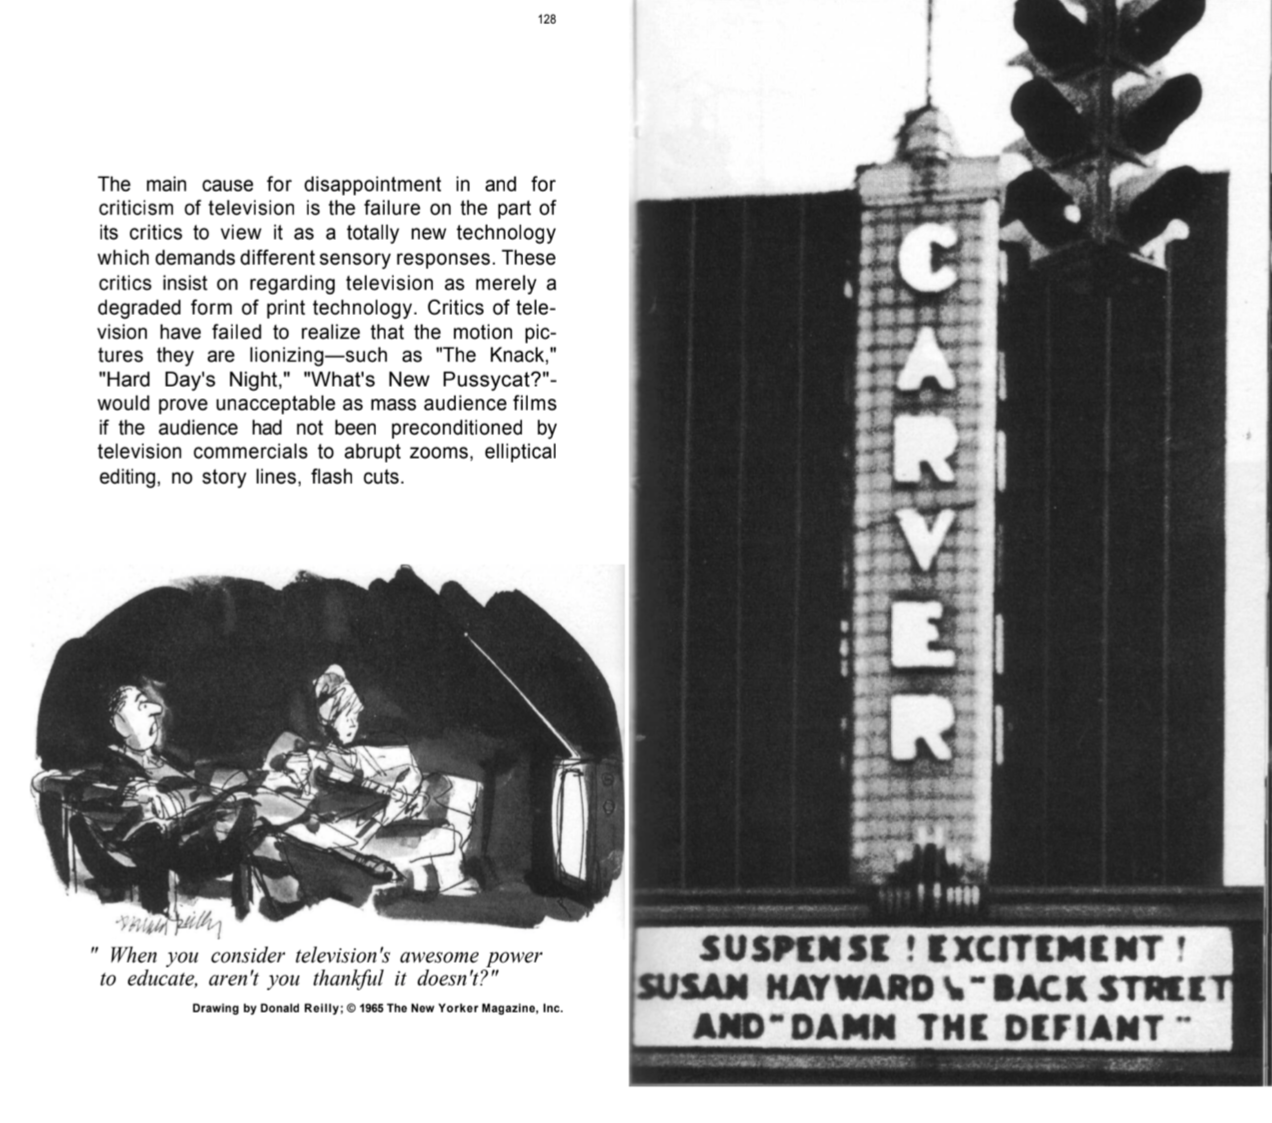 128
The main cause for disappointment in and for
criticism of television is the failure on the part of
its critics to view it as a totally new technology
which demands different sensory responses. These
critics insist on regarding television as merely a
degraded form of print technology. Critics of tele-
vision have failed to realize that the motion pic-
tures they are lionizing—such as "The Knack,"
"Hard Day's Night," "What's New Pussycat?"-
would prove unacceptable as mass audience films
if the audience had not been preconditioned by
television commercials to abrupt zooms, elliptical
editing, no story lines, flash cuts.
Donald Reilly
" When you consider television's awesome power
to educate, aren't you thankful it doesn't?"
Drawing by Donald Reilly; © 1965 The New Yorker Magazine, Inc.
CARVER
SUSPENSE ! EXCITEMENT !
SUSAN HAYWARD IN "BACK STREET
AND "DAMN THE DEFIANT "